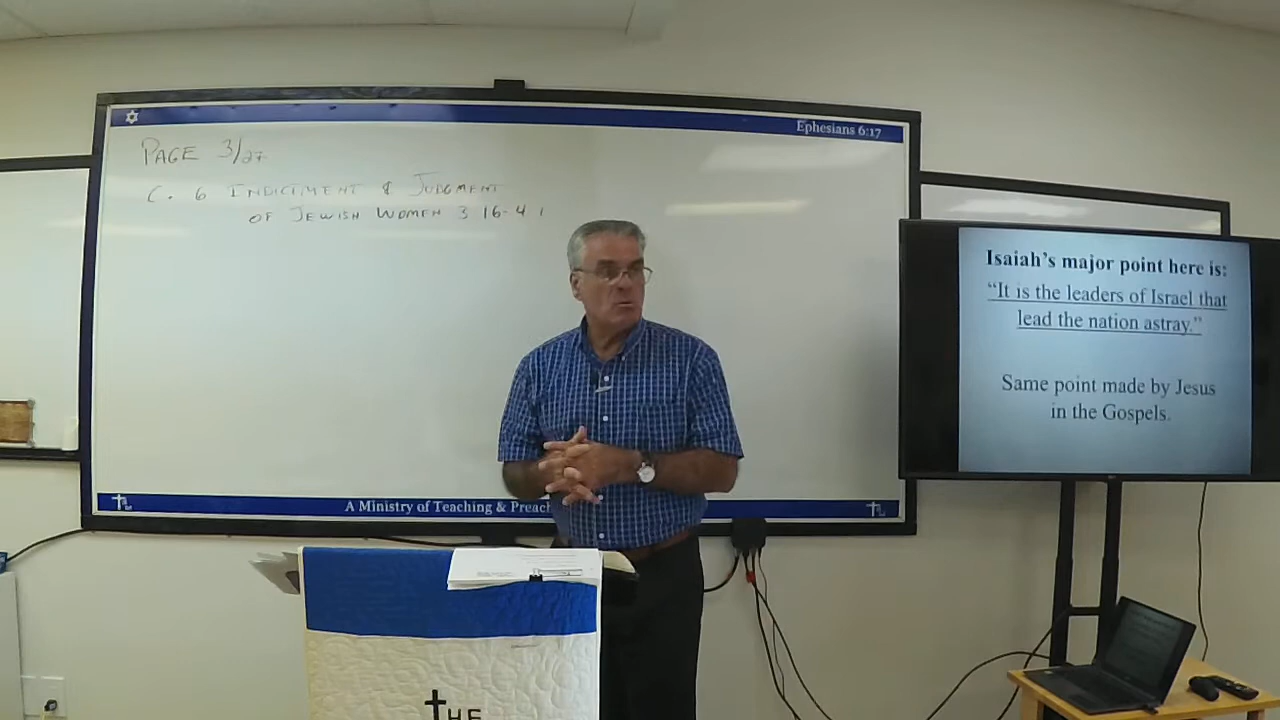 Ephesians 6:17
PAGE 3/27
C. 6 INDICTMENT & JUDGMENT
OF JEWISH WOMEN 3 16-4 1
Isaiah's major point here is:
“It is the leaders of Israel that
lead the nation astray.”
Same point made by Jesus
in the Gospels.
A Ministry of Teaching &
THE